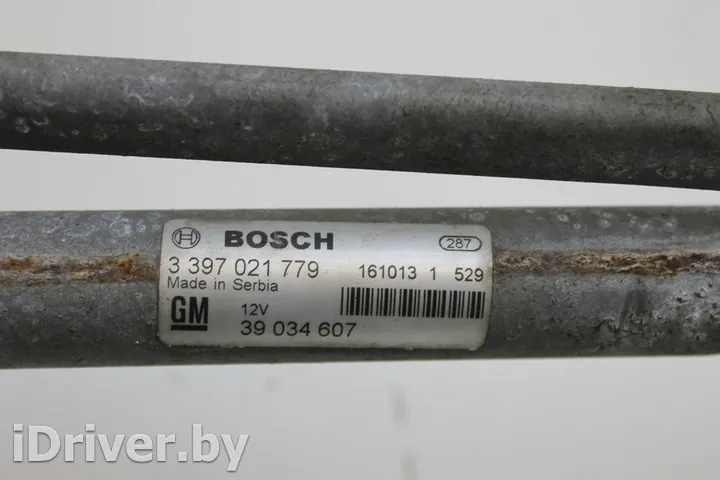 BOSCH 287
3 397 021 779 161013 1 529
Made in Serbia
GM 12V
39 034 607
iDriver.by